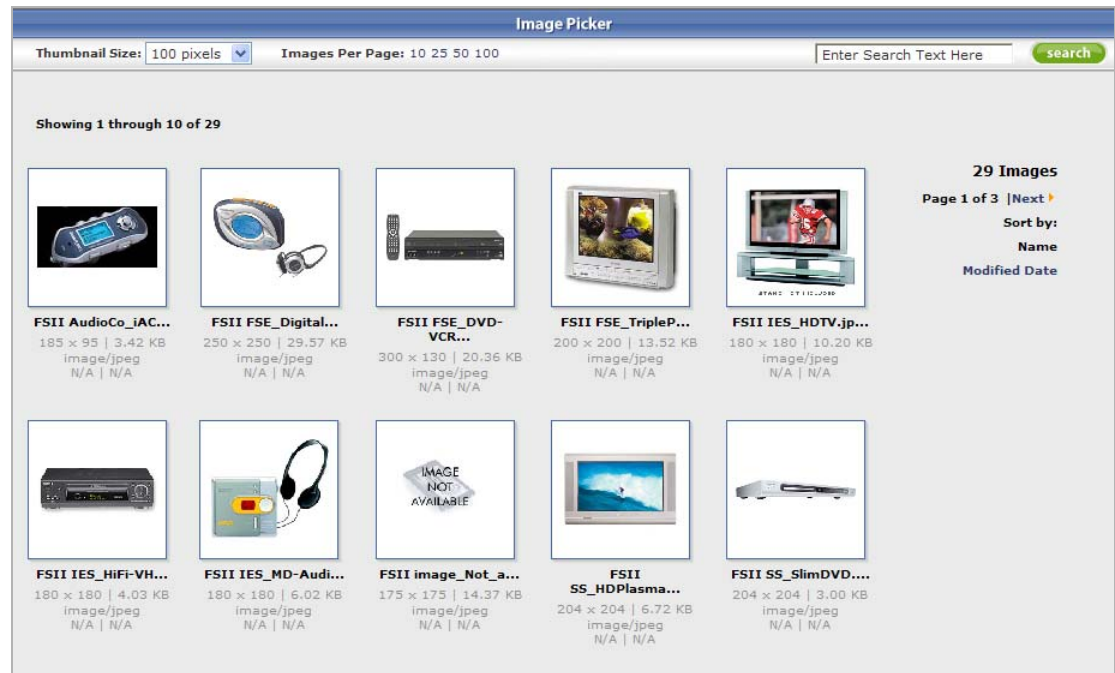 Image Picker
Thumbnail Size: 100 pixels Images Per Page: 10 25 50 100 Enter Search Text Here search
Showing 1 through 10 of 29
29 Images
Page 1 of 3 |Next
Sort by:
Name
Modified Date
STAND NOT INCLUDED
FSII AudioCo_iAC...
185 x 95 | 3.42 KB
image/jpeg
N/A | N/A
FSII FSE_Digital...
250 x 250 | 29.57 KB
image/jpeg
N/A | N/A
FSII FSE_DVD-
VCR...
300 x 130 | 20.36 KB
image/jpeg
N/A | N/A
FSII FSE_TripleP...
200 x 200 | 13.52 KB
image/jpeg
N/A | N/A
FSII IES_HDTV.jp...
180 x 180 | 10.20 KB
image/jpeg
N/A | N/A
IMAGE
NOT
AVAILABLE
FSII IES_HiFi-VH...
180 x 180 | 4.03 KB
image/jpeg
N/A | N/A
FSII IES_MD-Audi...
180 x 180 | 6.02 KB
image/jpeg
N/A | N/A
FSII image_Not_a...
175 x 175 | 14.37 KB
image/jpeg
N/A | N/A
FSII
SS_HDPlasma...
204 x 204 | 6.72 KB
image/jpeg
N/A | N/A
FSII SS_SlimDVD....
204 x 204 | 3.00 KB
image/jpeg
N/A | N/A